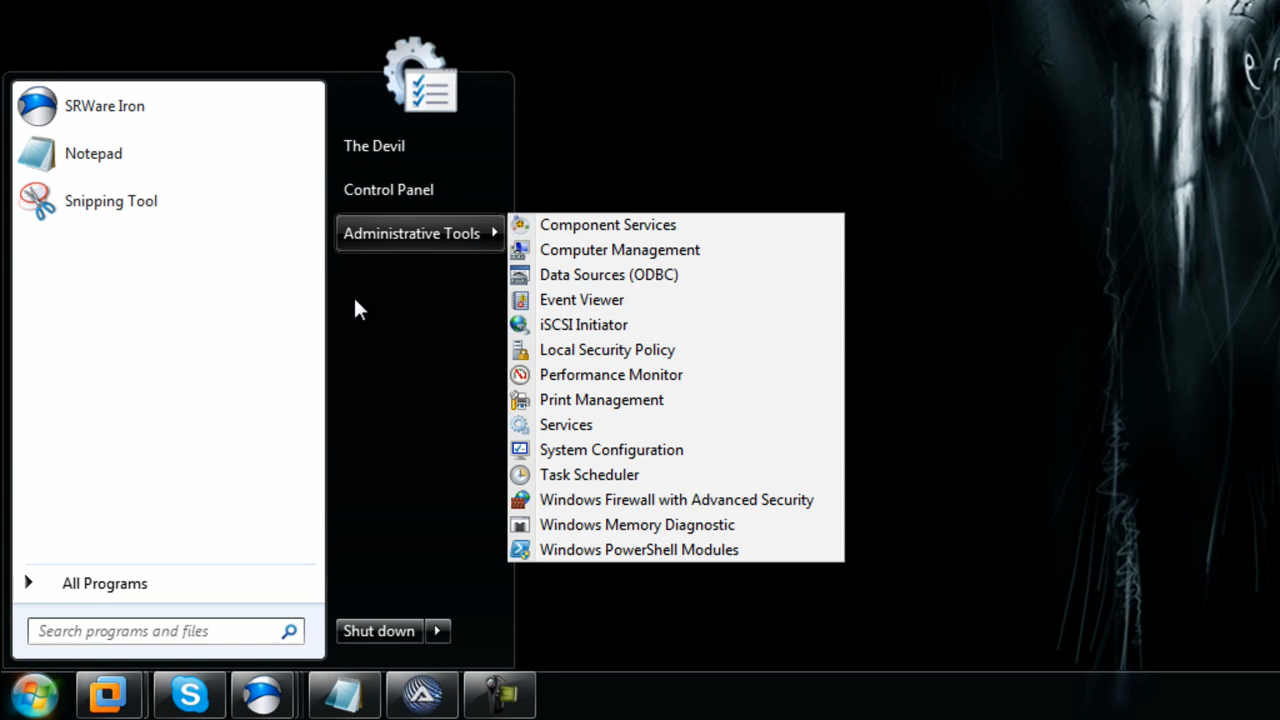 SRWare Iron
Notepad
Snipping Tool
All Programs
Search programs and files
The Devil
Control Panel
Administrative Tools
Shut down
Component Services
Computer Management
Data Sources (ODBC)
Event Viewer
iSCSI Initiator
Local Security Policy
Performance Monitor
Print Management
Services
System Configuration
Task Scheduler
Windows Firewall with Advanced Security
Windows Memory Diagnostic
Windows PowerShell Modules